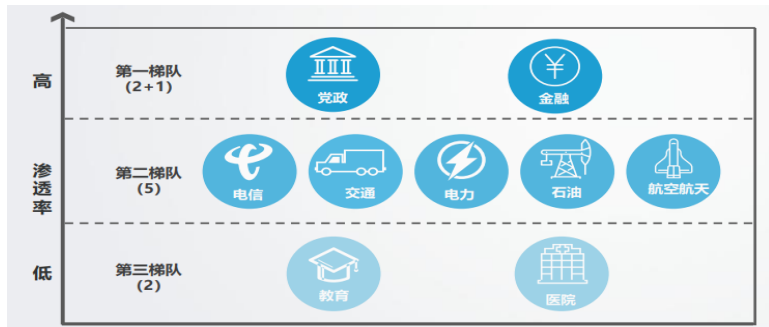 高
渗透率
低
第一梯队
(2+1)
党政
¥
金融
第二梯队
(5)
电信
交通
电力
石油
航空航天
第三梯队
(2)
教育
医院